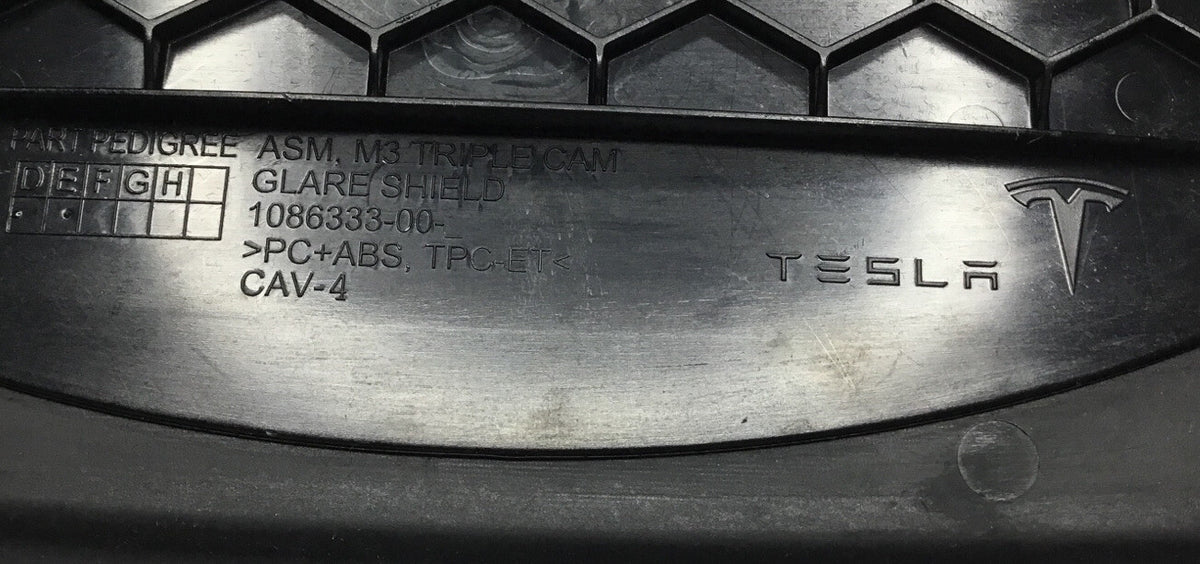 PART PEDIGREE
D E F G H
ASM, M3 TRIPLE CAM
GLARE SHIELD
1086333-00-_
>PC+ABS, TPC-ET<
CAV-4
TESLA